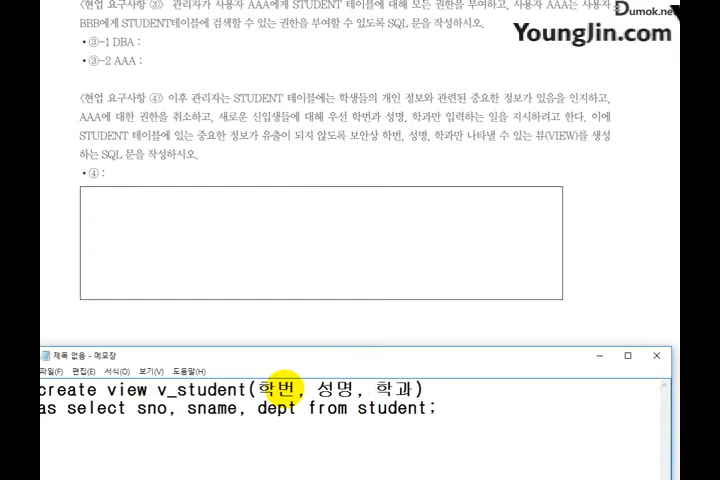 〈현업 요구사항 ③〉 관리자가 사용자 AAA에게 STUDENT 테이블에 대해 모든 권한을 부여하고, 사용자 AAA는 사용자
BBB에게 STUDENT테이블에 검색할 수 있는 권한을 부여할 수 있도록 SQL 문을 작성하시오.
Dumok.ne
YoungJin.com
• ③-1 DBA :
• ③-2 AAA :
〈현업 요구사항 ④〉 이후 관리자는 STUDENT 테이블에는 학생들의 개인 정보와 관련된 중요한 정보가 있음을 인지하고,
AAA에 대한 권한을 취소하고, 새로운 신입생들에 대해 우선 학번과 성명, 학과만 입력하는 일을 지시하려고 한다. 이에
STUDENT 테이블에 있는 중요한 정보가 유출이 되지 않도록 보안상 학번, 성명, 학과만 나타낼 수 있는 뷰(VIEW)를 생성
하는 SQL 문을 작성하시오.
• ④ :
제목 없음 - 메모장
파일(F) 편집(E) 서식(O) 보기(V) 도움말(H)
create view v_student(학번, 성명, 학과)
as select sno, sname, dept from student;